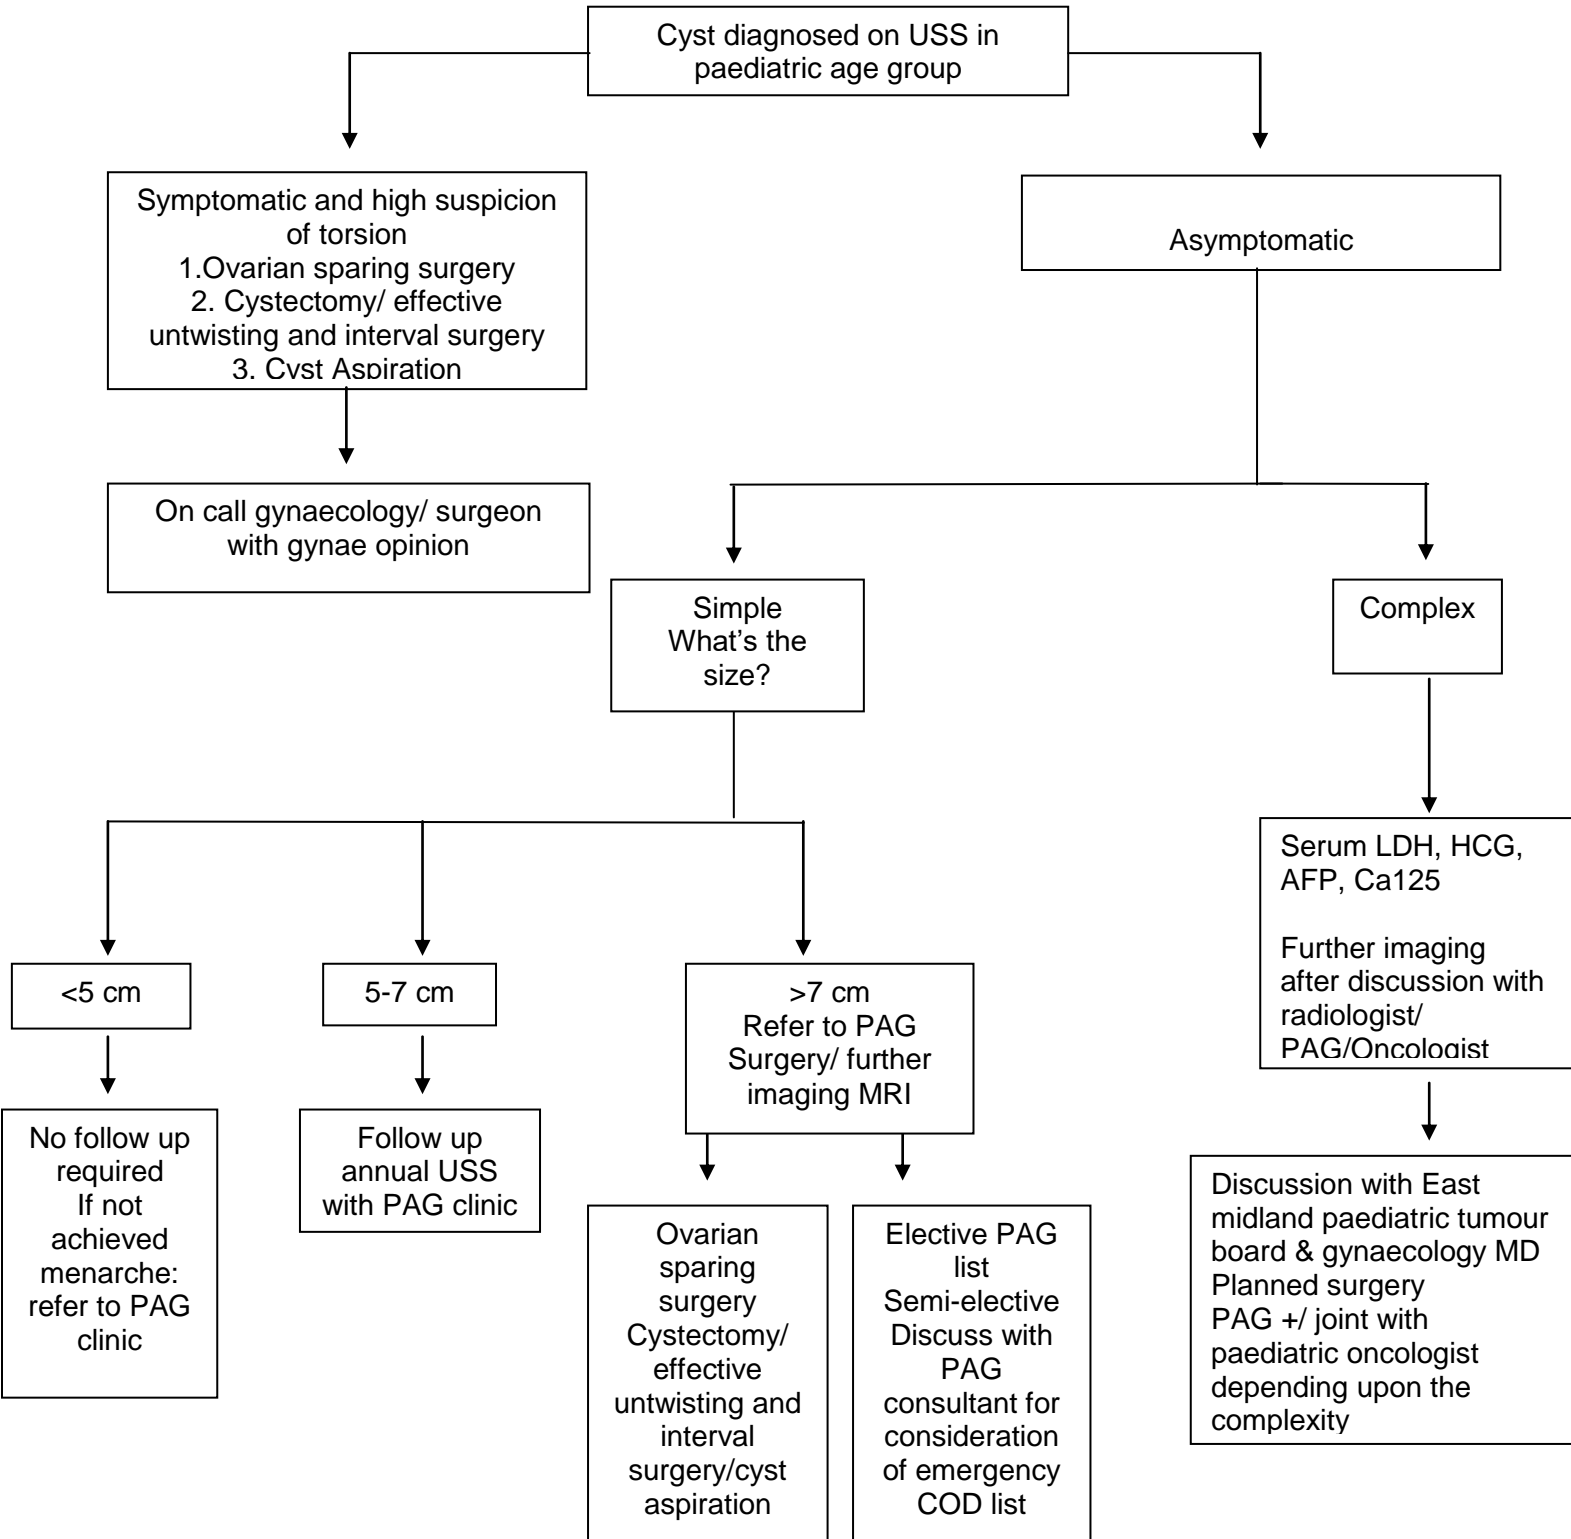 Cyst diagnosed on USS in
paediatric age group
Symptomatic and high suspicion
of torsion
1.Ovarian sparing surgery
2. Cystectomy/ effective
untwisting and interval surgery
3. Cyst Aspiration
Asymptomatic
On call gynaecology/ surgeon
with gynae opinion
Simple
What's the
size?
Complex
Serum LDH, HCG,
AFP, Ca125
Further imaging
after discussion with
radiologist/
PAG/Oncologist
<5 cm
5-7 cm
>7 cm
Refer to PAG
Surgery/ further
imaging MRI
No follow up
required
If not
achieved
menarche:
refer to PAG
clinic
Follow up
annual USS
with PAG clinic
Ovarian
sparing
surgery
Cystectomy/
effective
untwisting and
interval
surgery/cyst
aspiration
Elective PAG
list
Semi-elective
Discuss with
PAG
consultant for
consideration
of emergency
COD list
Discussion with East
midland paediatric tumour
board & gynaecology MD
Planned surgery
PAG +/ joint with
paediatric oncologist
depending upon the
complexity